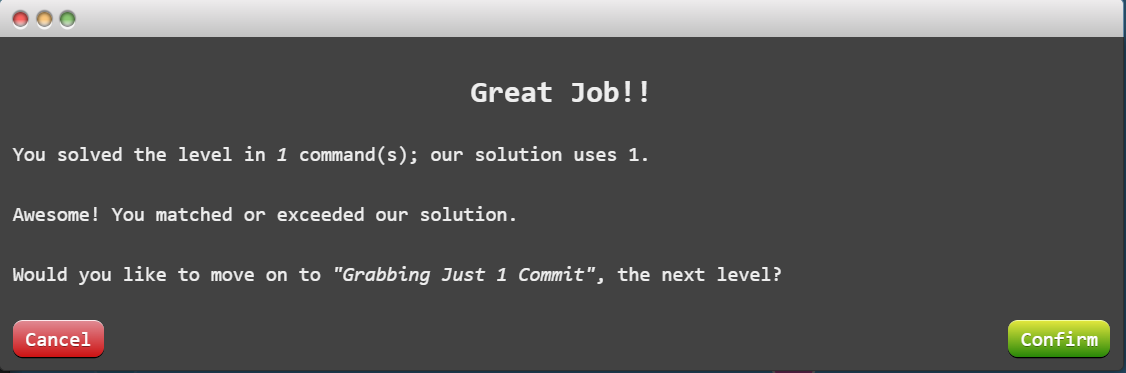 Great Job!!
You solved the level in 1 command(s); our solution uses 1.
Awesome! You matched or exceeded our solution.
Would you like to move on to "Grabbing Just 1 Commit", the next level?
Cancel
Confirm